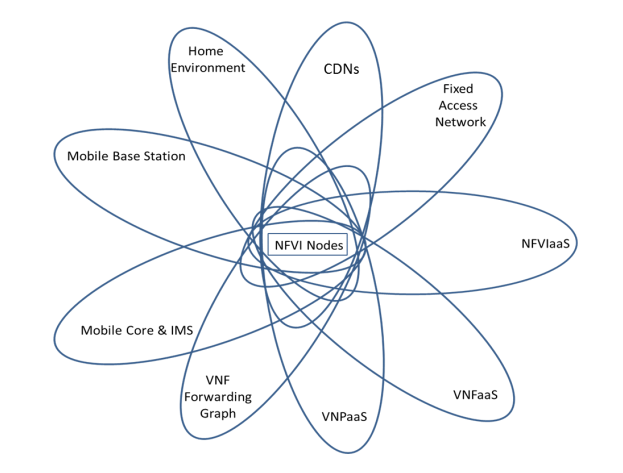 Home
Environment
CDNs
Fixed
Access
Network
Mobile Base Station
NFVIaaS
NFVI Nodes
Mobile Core & IMS
VNF
Forwarding
Graph
VNPaaS
VNFaaS